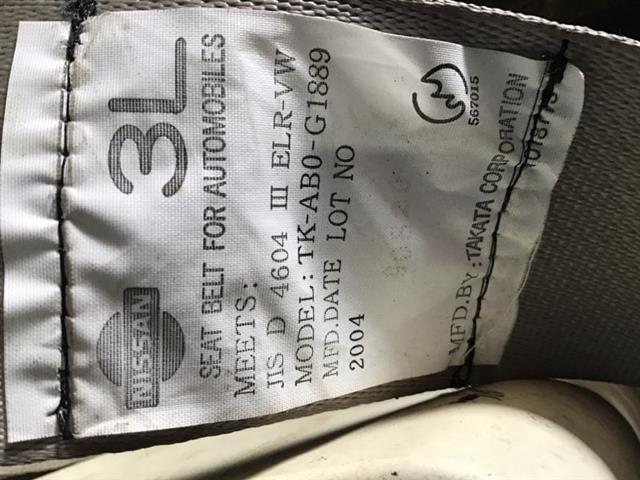 NISSAN 3L
SEAT BELT FOR AUTOMOBILES
MEETS:
JIS D 4604 III ELR-VW
MODEL: TK-AB0-G1889
MFD.DATE LOT NO
2004
567015
MFD.BY:TAKATA CORPORATION